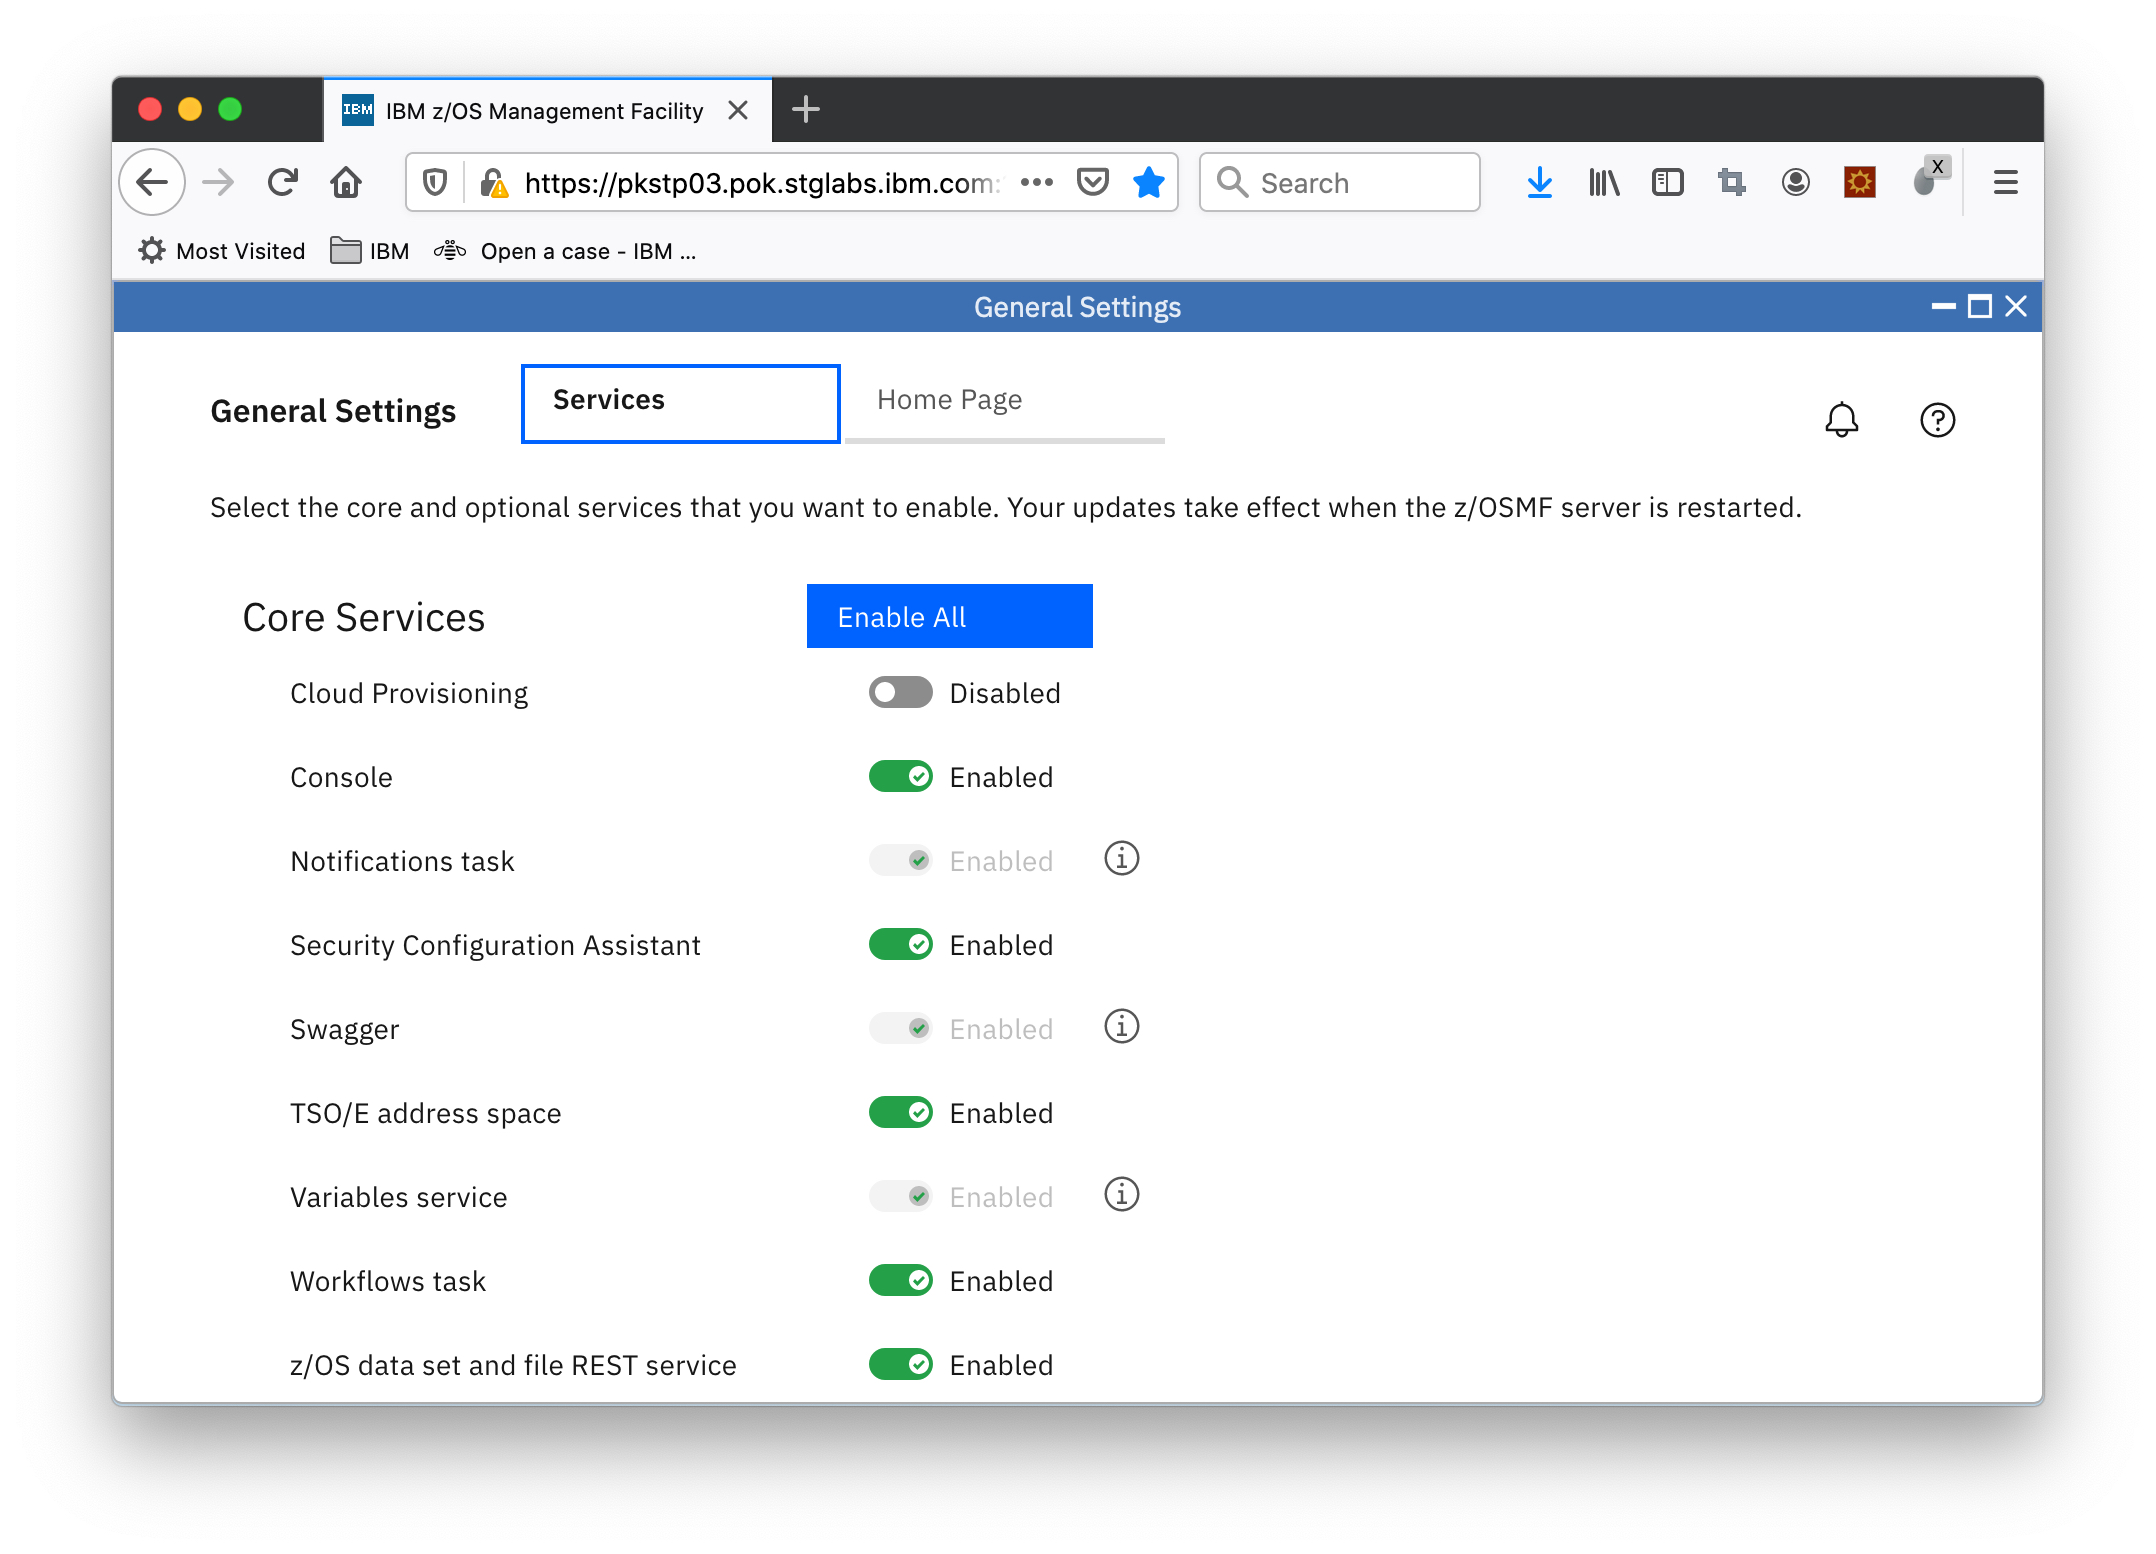 IBM IBM z/OS Management Facility
https://pkstp03.pok.stglabs.ibm.com: Search X
Most Visited IBM Open a case - IBM ...
General Settings
General Settings Services Home Page
Select the core and optional services that you want to enable. Your updates take effect when the z/OSMF server is restarted.
Core Services Enable All
Cloud Provisioning Disabled
Console Enabled
Notifications task Enabled
Security Configuration Assistant Enabled
Swagger Enabled
TSO/E address space Enabled
Variables service Enabled
Workflows task Enabled
z/OS data set and file REST service Enabled